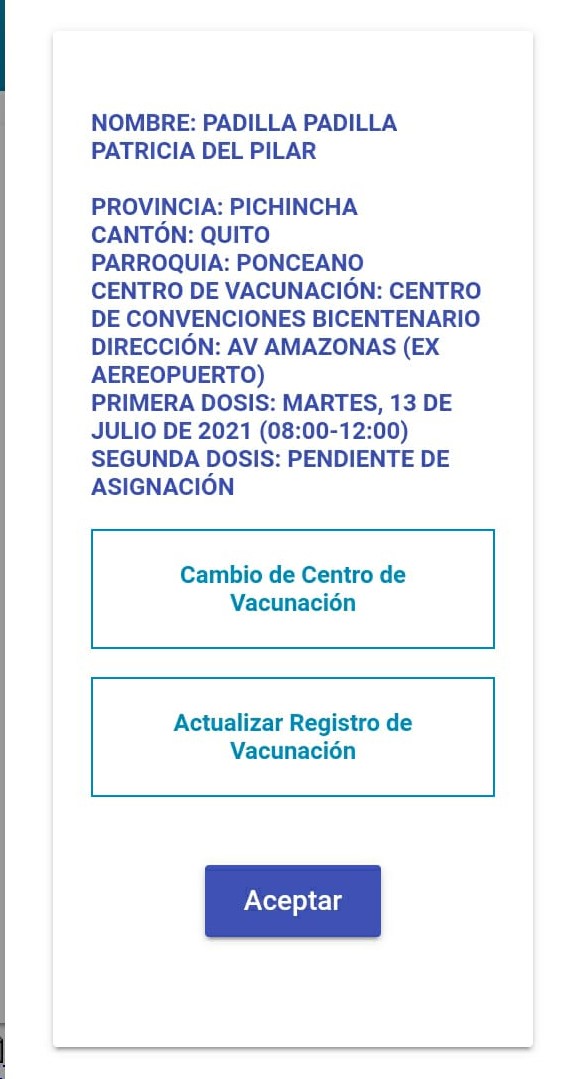 NOMBRE: PADILLA PADILLA
PATRICIA DEL PILAR
PROVINCIA: PICHINCHA
CANTÓN: QUITO
PARROQUIA: PONCEANO
CENTRO DE VACUNACIÓN: CENTRO
DE CONVENCIONES BICENTENARIO
DIRECCIÓN: AV AMAZONAS (EX
AEREOPUERTO)
PRIMERA DOSIS: MARTES, 13 DE
JULIO DE 2021 (08:00-12:00)
SEGUNDA DOSIS: PENDIENTE DE
ASIGNACIÓN
Cambio de Centro de
Vacunación
Actualizar Registro de
Vacunación
Aceptar